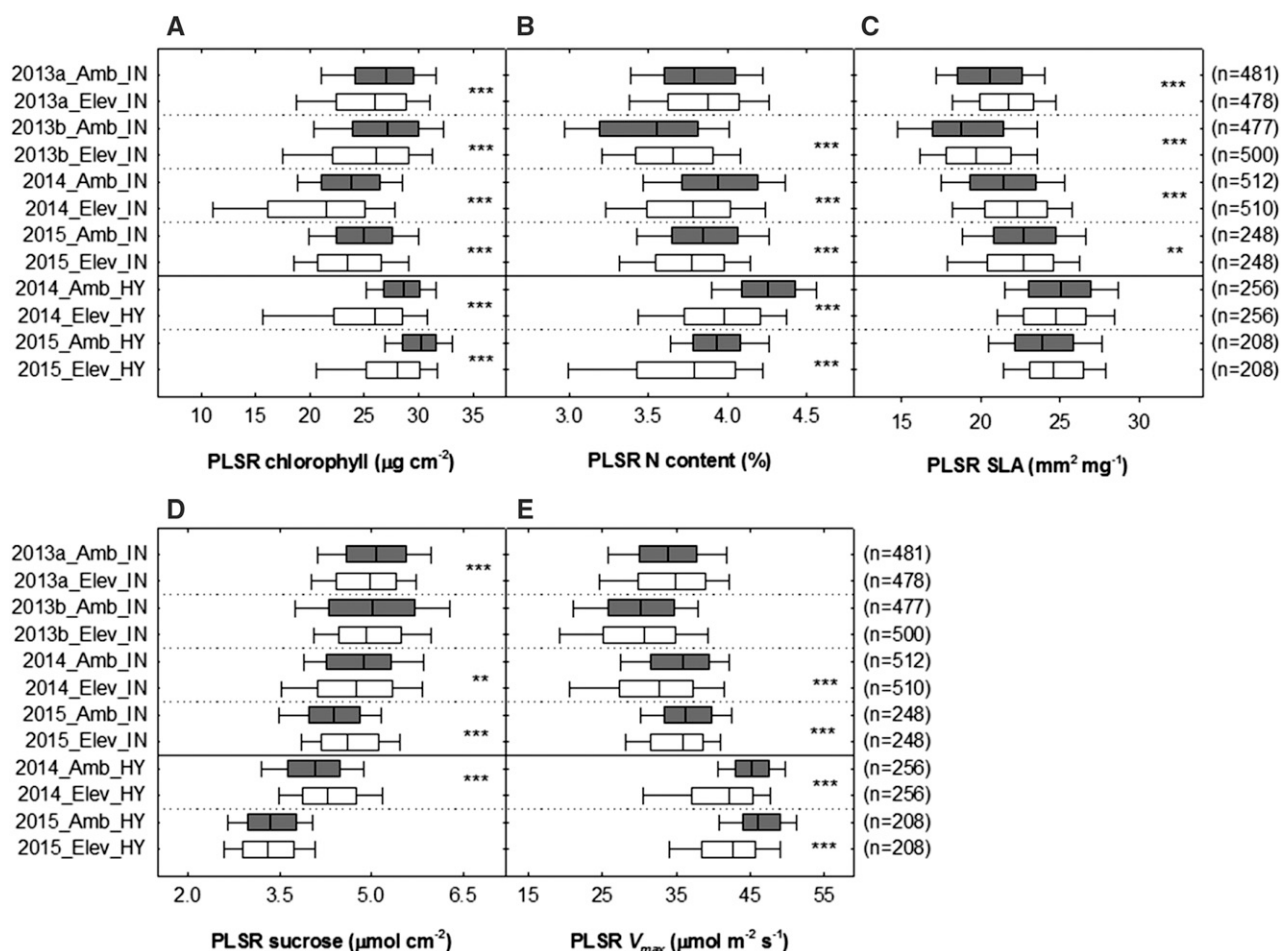 A B C
2013a_Amb_IN (n=481)
*** ***
2013a_Elev_IN (n=478)
2013b_Amb_IN (n=477)
*** *** ***
2013b_Elev_IN (n=500)
2014_Amb_IN (n=512)
*** *** ***
2014_Elev_IN (n=510)
2015_Amb_IN (n=248)
*** *** **
2015_Elev_IN (n=248)
2014_Amb_HY (n=256)
*** ***
2014_Elev_HY (n=256)
2015_Amb_HY (n=208)
*** ***
2015_Elev_HY (n=208)
10 15 20 25 30 35 3.0 3.5 4.0 4.5 15 20 25 30
PLSR chlorophyll (µg cm-2) PLSR N content (%) PLSR SLA (mm2 mg-1)
D E
2013a_Amb_IN (n=481)
***
2013a_Elev_IN (n=478)
2013b_Amb_IN (n=477)
2013b_Elev_IN (n=500)
2014_Amb_IN (n=512)
** ***
2014_Elev_IN (n=510)
2015_Amb_IN (n=248)
*** ***
2015_Elev_IN (n=248)
2014_Amb_HY (n=256)
*** ***
2014_Elev_HY (n=256)
2015_Amb_HY (n=208)
***
2015_Elev_HY (n=208)
2.0 3.5 5.0 6.5 15 25 35 45 55
PLSR sucrose (µmol cm-2) PLSR Vmax (µmol m-2 s-1)